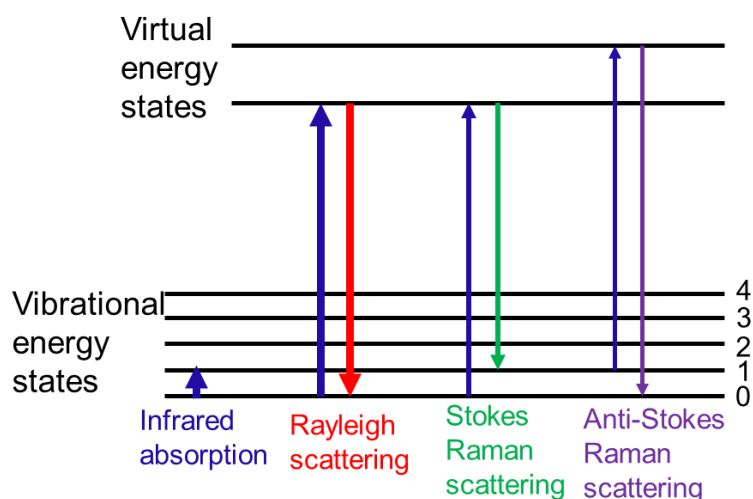 Virtual
energy
states
Vibrational
energy
states
4
3
2
1
0
Infrared
absorption
Rayleigh
scattering
Stokes
Raman
scattering
Anti-Stokes
Raman
scattering